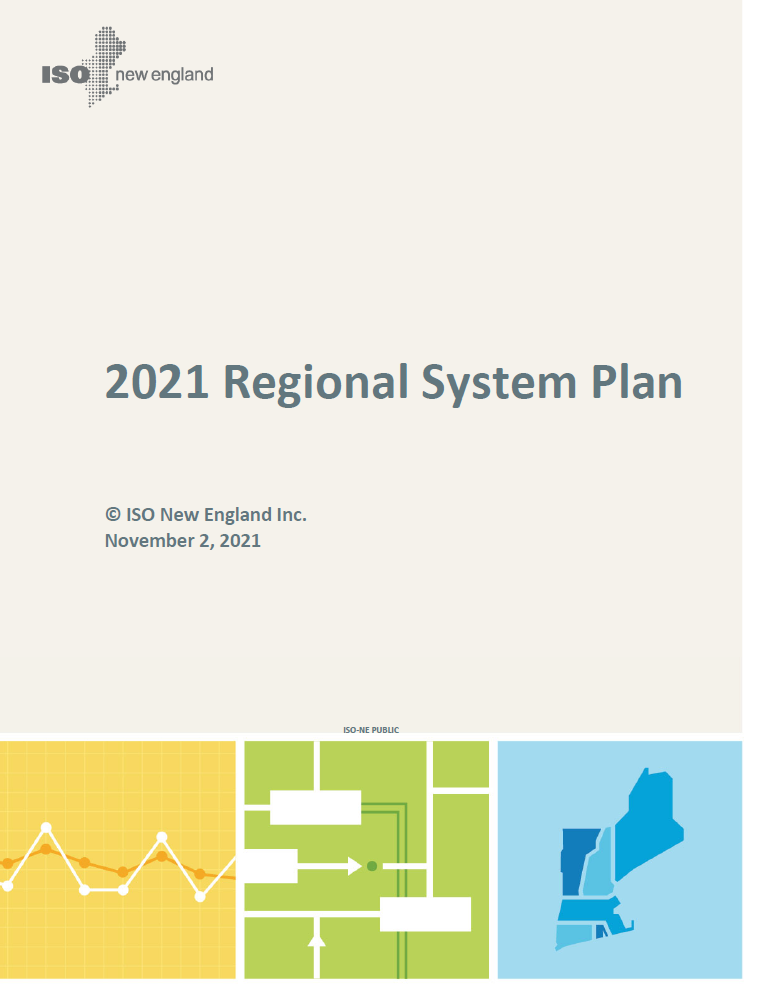 ISO new england
2021 Regional System Plan
© ISO New England Inc.
November 2, 2021
ISO-NE PUBLIC